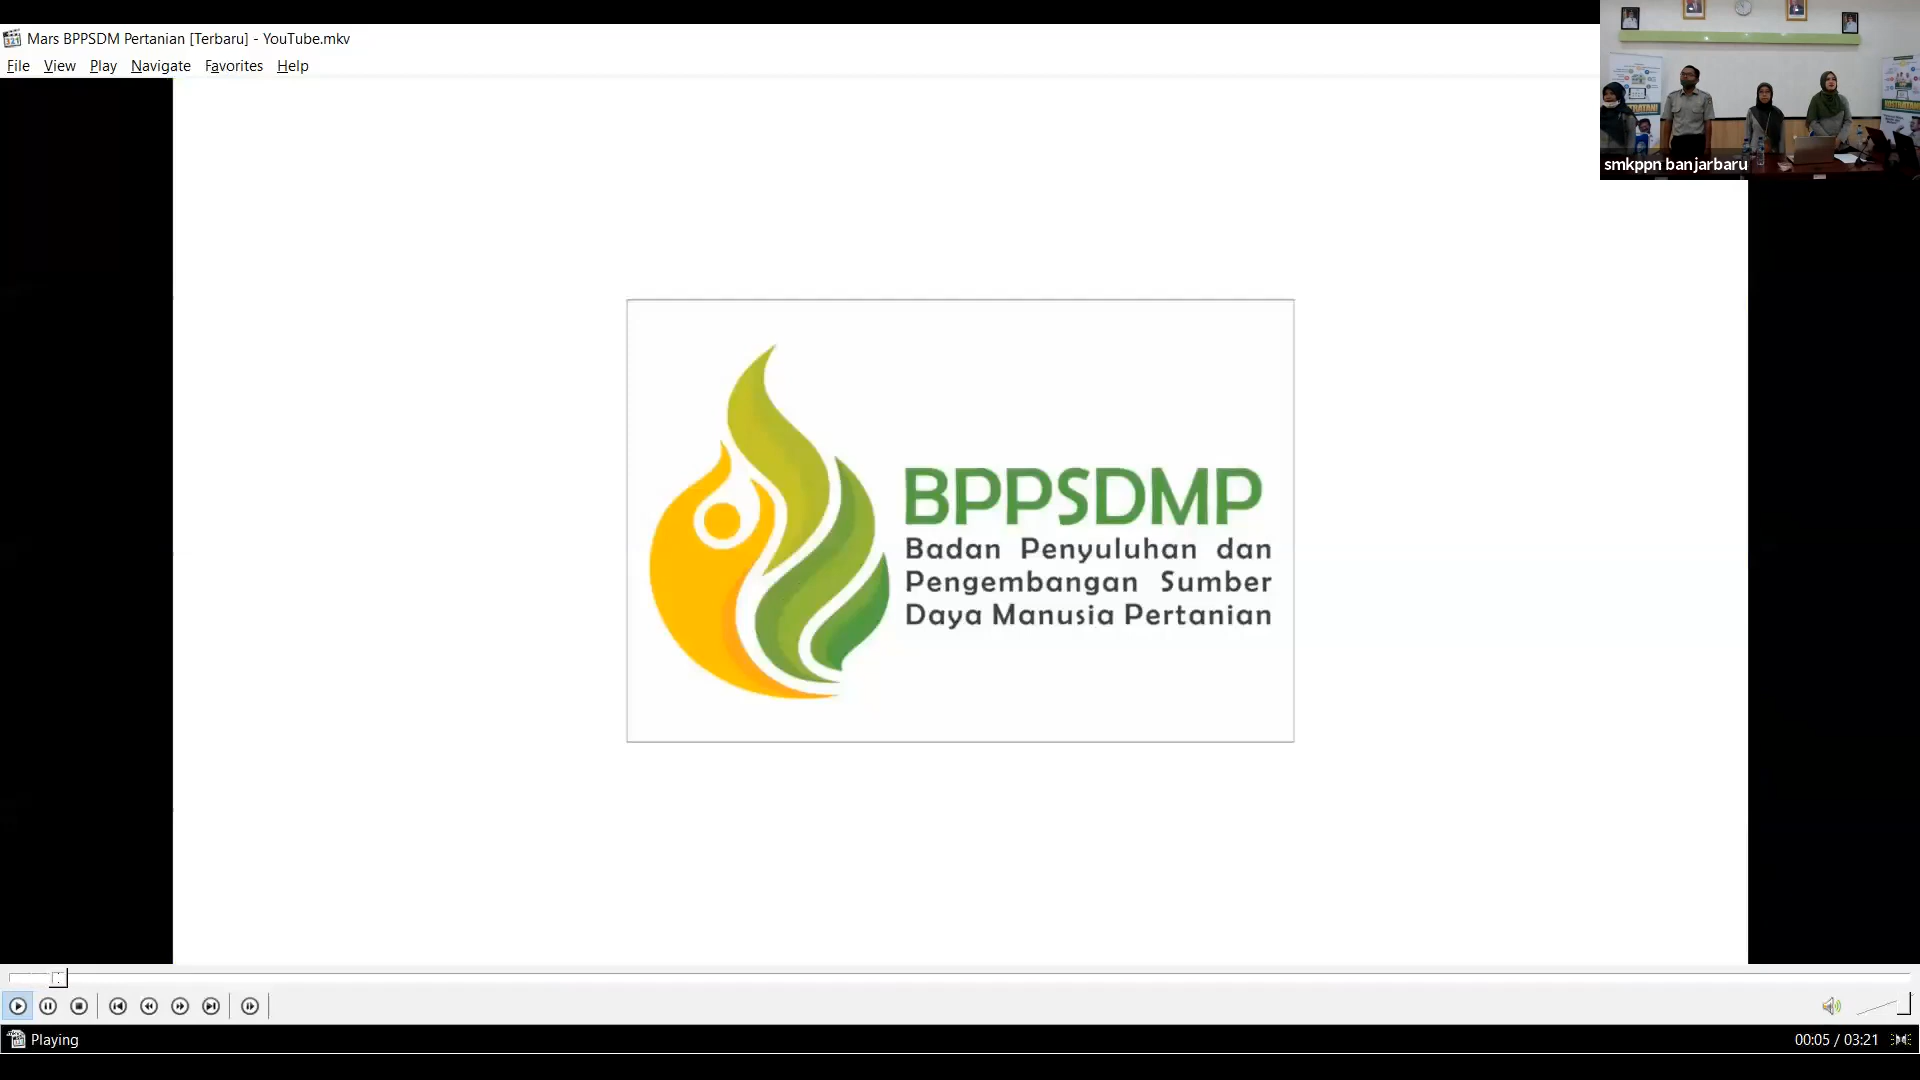 Mars BPPSDM Pertanian [Terbaru] - YouTube.mkv
File View Play Navigate Favorites Help
smkppn banjarbaru
BPPSDMP
Badan Penyuluhan dan
Pengembangan Sumber
Daya Manusia Pertanian
Playing
00:05 / 03:21